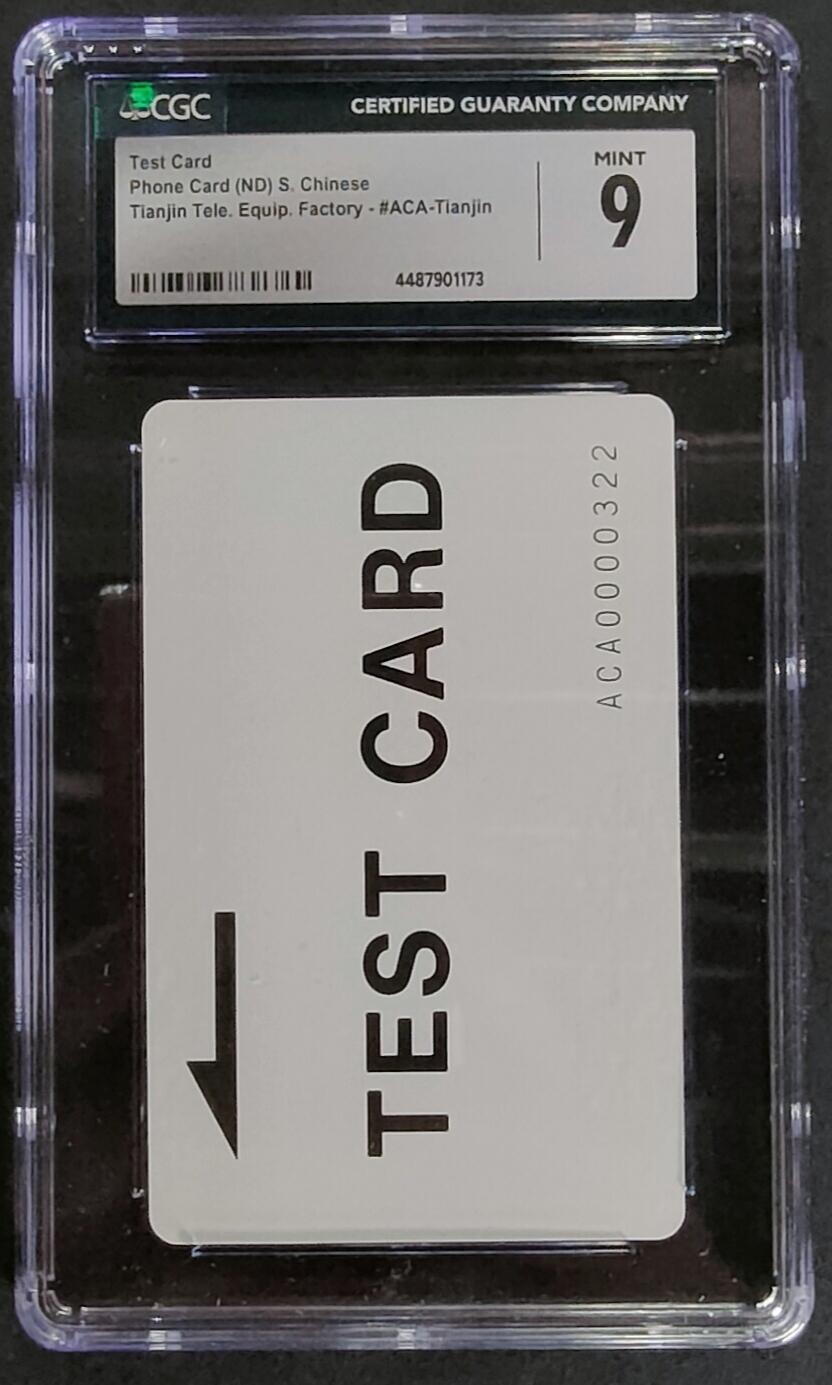 CGC
CERTIFIED GUARANTY COMPANY
Test Card
Phone Card (ND) S. Chinese
Tianjin Tele. Equip. Factory - #ACA-Tianjin
MINT
9
4487901173
TEST CARD
ACA0000322